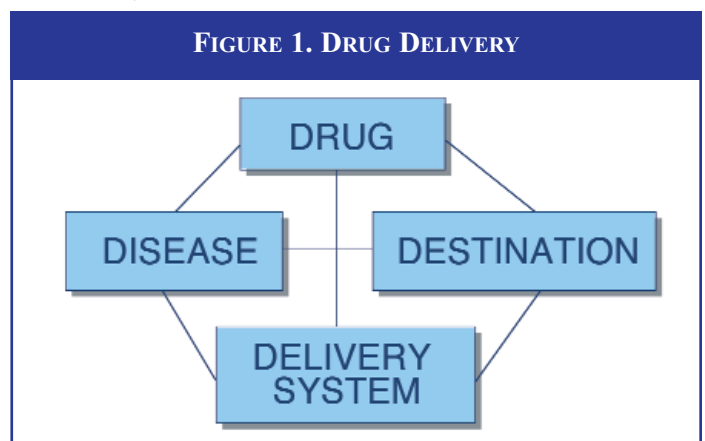 FIGURE 1. DRUG DELIVERY
DRUG
DISEASE
DESTINATION
DELIVERY
SYSTEM